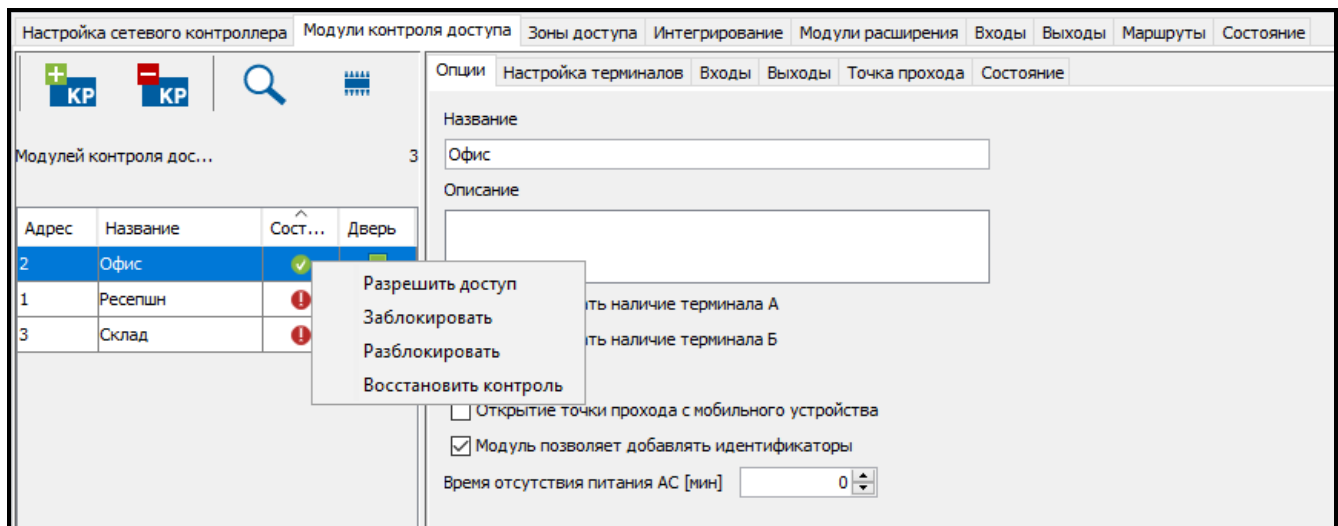 Настройка сетевого контроллера Модули контроля доступа Зоны доступа Интегрирование Модули расширения Входы Выходы Маршруты Состояние
КР КР
Опции Настройка терминалов Входы Выходы Точка прохода Состояние
Название
Модулей контроля дос... 3
Офис
Описание
Адрес Название Сост... Дверь
2 Офис
1 Ресепшн
3 Склад
Разрешить доступ
Заблокировать
Разблокировать
Восстановить контроль
ть наличие терминала А
ть наличие терминала Б
Открытие точки прохода с мобильного устройства
Модуль позволяет добавлять идентификаторы
Время отсутствия питания AC [мин] 0